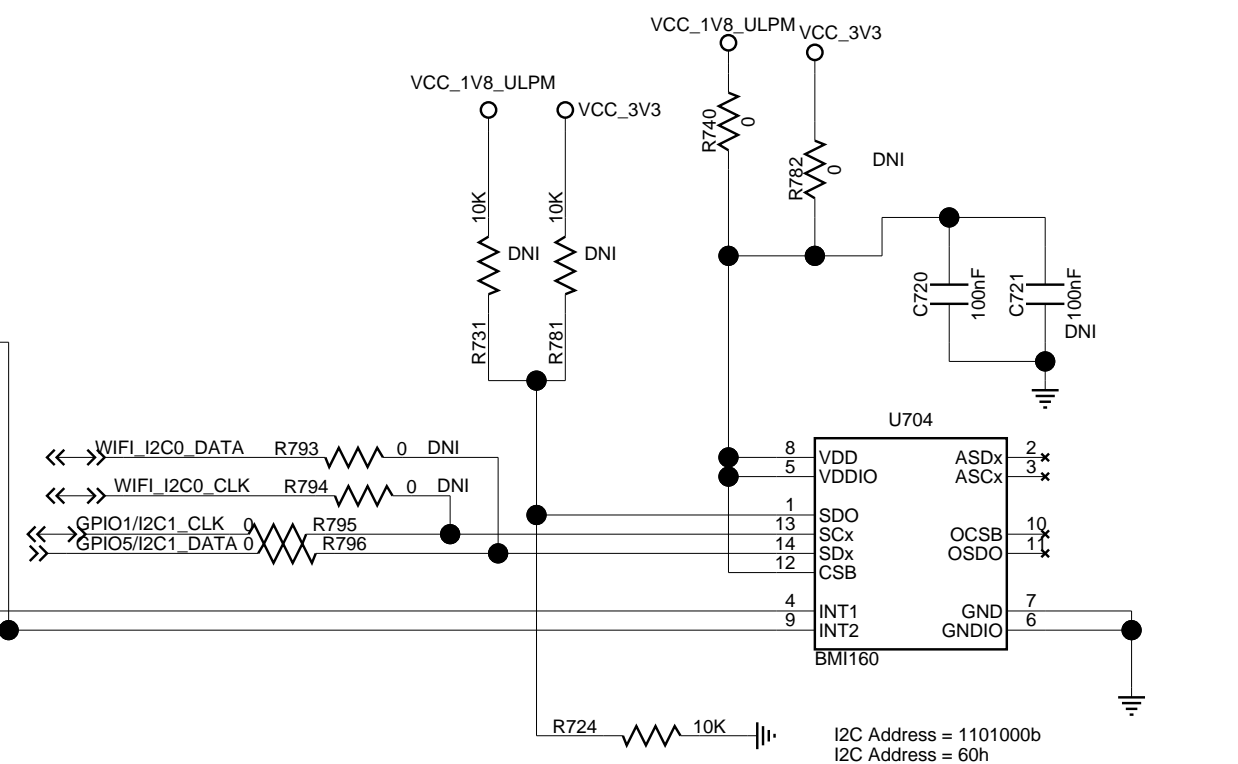 VCC_1V8_ULPM
VCC_3V3
VCC_1V8_ULPM
VCC_3V3
R740
0
R782
0
DNI
10K
10K
DNI
DNI
R731
R781
C720
100nF
C721
100nF
DNI
U704
WIFI_I2C0_DATA
R793
0
DNI
WIFI_I2C0_CLK
R794
0
DNI
GPIO1/I2C1_CLK
0
R795
GPIO5/I2C1_DATA
0
R796
8
VDD
5
VDDIO
1
SDO
13
SCx
14
SDx
12
CSB
4
INT1
9
INT2
ASDx
2
ASCx
3
OCSB
10
OSDO
11
GND
7
GNDIO
6
BMI160
R724
10K
I2C Address = 1101000b
I2C Address = 60h